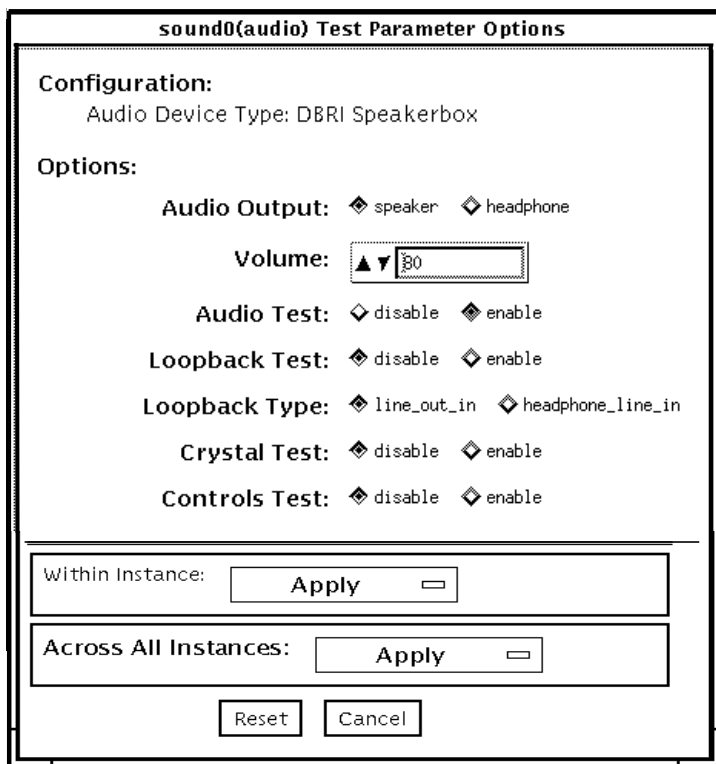 sound0(audio) Test Parameter Options
Configuration:
Audio Device Type: DBRI Speakerbox
Options:
Audio Output: speaker headphone
Volume: 80
Audio Test: disable enable
Loopback Test: disable enable
Loopback Type: line_out_in headphone_line_in
Crystal Test: disable enable
Controls Test: disable enable
Within Instance: Apply
Across All Instances: Apply
Reset Cancel